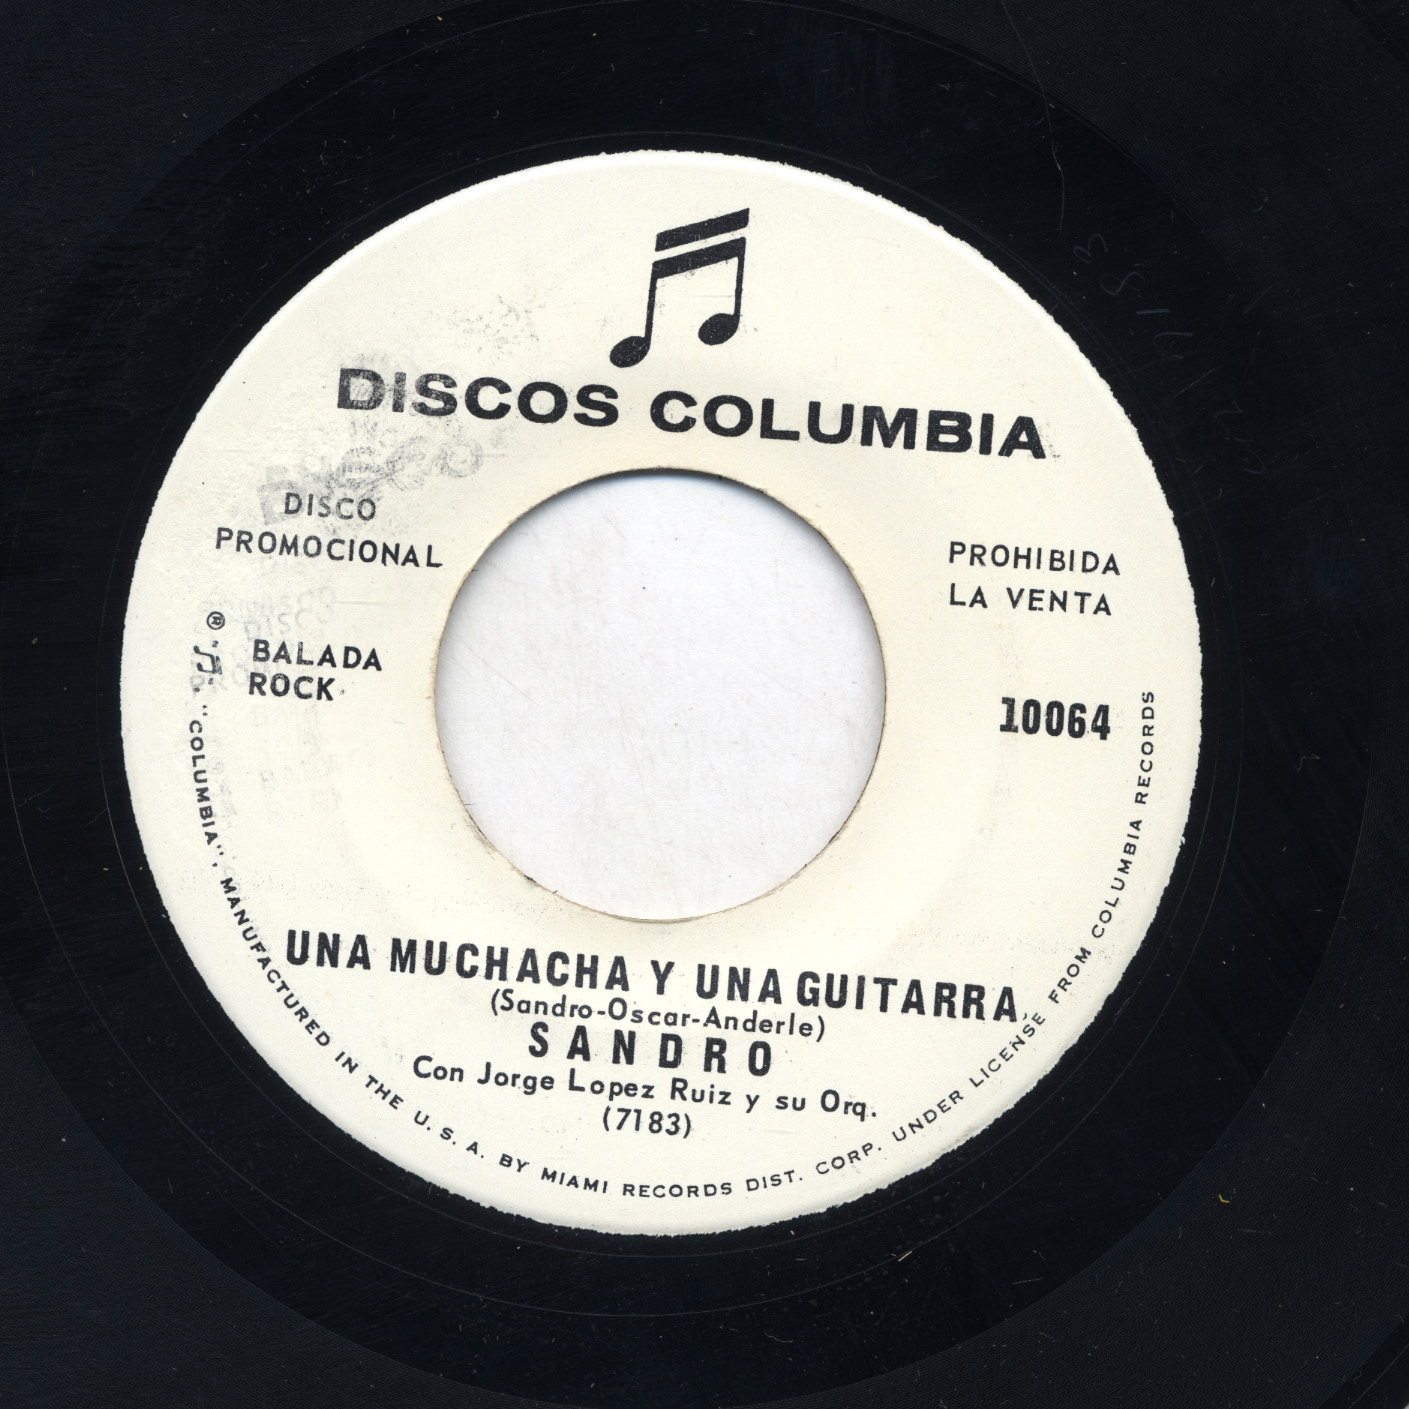 DISCOS COLUMBIA
DISCO
PROMOCIONAL
PROHIBIDA
LA VENTA
®
BALADA
ROCK
10064
UNA MUCHACHA Y UNA GUITARRA
(Sandro-Oscar-Anderle)
SANDRO
Con Jorge Lopez Ruiz y su Orq.
(7183)
"COLUMBIA", MANUFACTURED IN THE U. S. A. BY MIAMI RECORDS DIST. CORP. UNDER LICENSE FROM COLUMBIA RECORDS